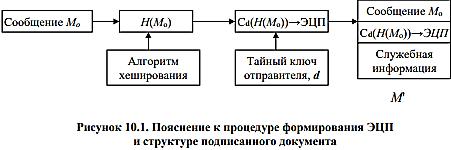 Сообщение Mo
H(Mo)
Cd(H(Mo))→ЭЦП
Сообщение Mo
Cd(H(Mo))→ЭЦП
Служебная
информация
Алгоритм
хеширования
Тайный ключ
отправителя, d
M'
Рисунок 10.1. Пояснение к процедуре формирования ЭЦП
и структуре подписанного документа